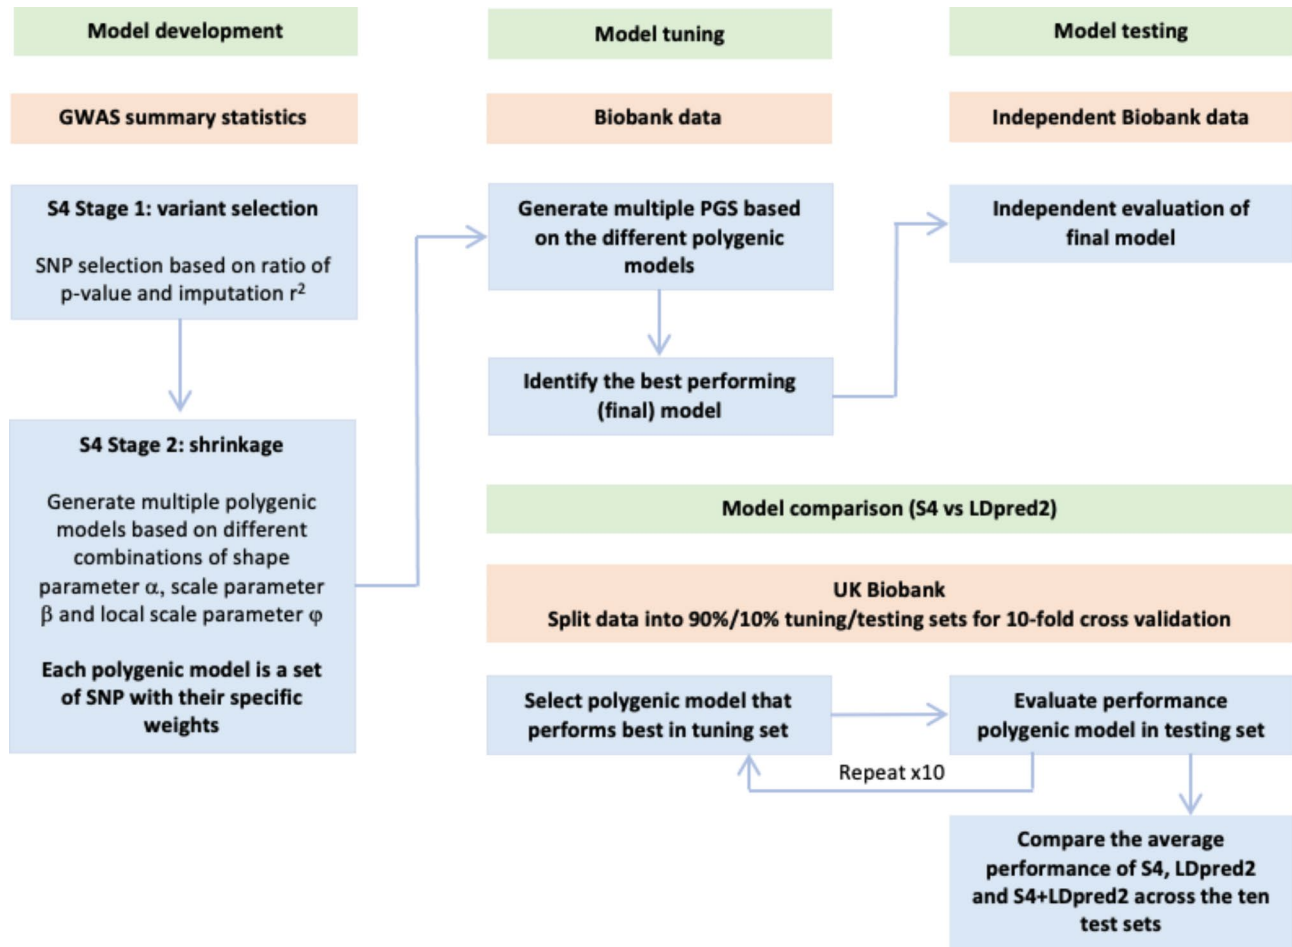 Model development
GWAS summary statistics
S4 Stage 1: variant selection
SNP selection based on ratio of
p-value and imputation r²
S4 Stage 2: shrinkage
Generate multiple polygenic
models based on different
combinations of shape
parameter α, scale parameter
β and local scale parameter φ
Each polygenic model is a set
of SNP with their specific
weights
Model tuning
Biobank data
Generate multiple PGS based
on the different polygenic
models
Identify the best performing
(final) model
Model testing
Independent Biobank data
Independent evaluation of
final model
Model comparison (S4 vs LDpred2)
UK Biobank
Split data into 90%/10% tuning/testing sets for 10-fold cross validation
Select polygenic model that
performs best in tuning set
Evaluate performance
polygenic model in testing set
Repeat x10
Compare the average
performance of S4, LDpred2
and S4+LDpred2 across the ten
test sets